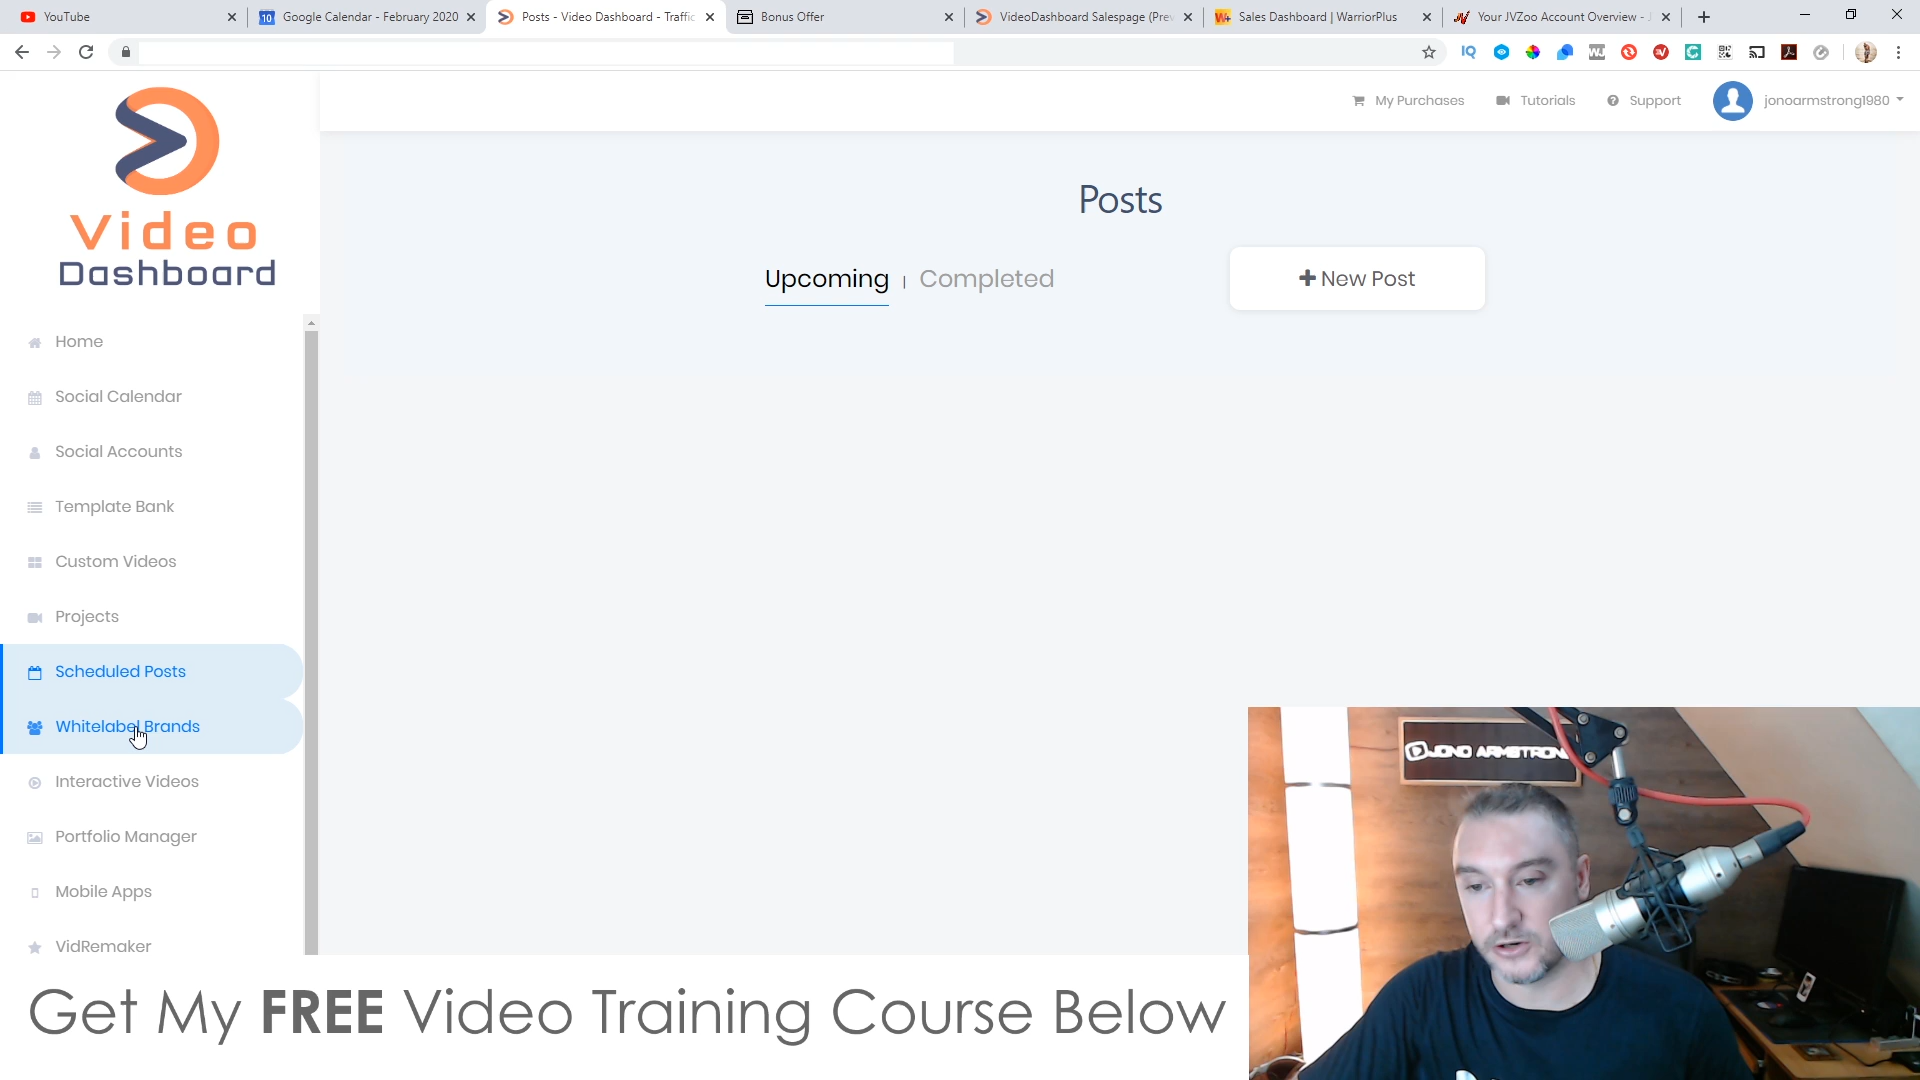 YouTube
Google Calendar - February 2020
Posts - Video Dashboard - Traffic
Bonus Offer
VideoDashboard Salespage (Prev
Sales Dashboard | WarriorPlus
Your JVZoo Account Overview - J
My Purchases
Tutorials
Support
jonoarmstrong1980
Video
Dashboard
Posts
Upcoming | Completed
New Post
Home
Social Calendar
Social Accounts
Template Bank
Custom Videos
Projects
Scheduled Posts
Whitelabel Brands
Interactive Videos
Portfolio Manager
Mobile Apps
VidRemaker
JONO ARMSTRON
Get My FREE Video Training Course Below